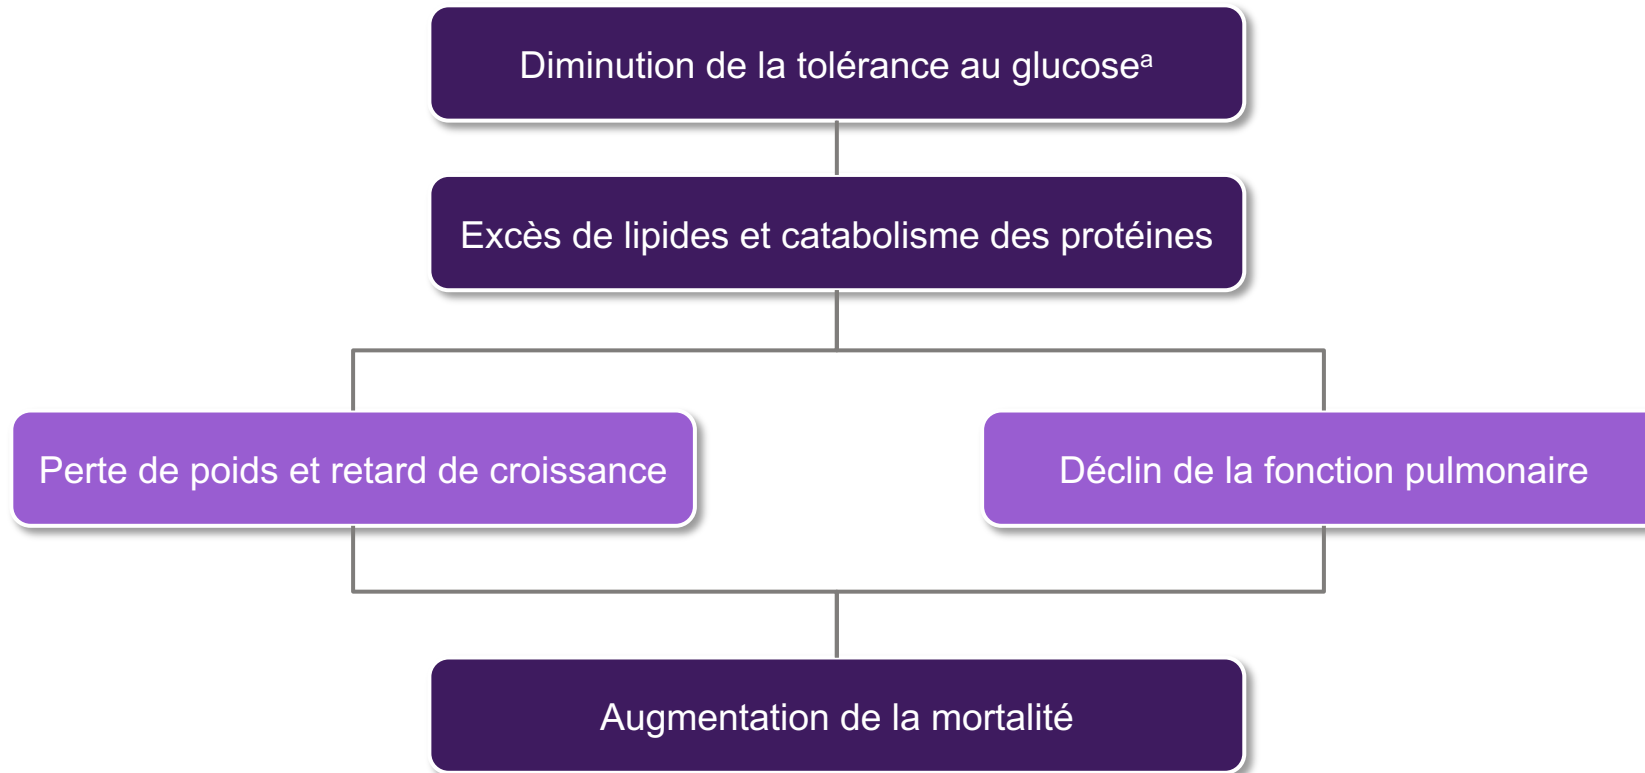 Diminution de la tolérance au glucoseᵃ
Excès de lipides et catabolisme des protéines
Perte de poids et retard de croissance
Déclin de la fonction pulmonaire
Augmentation de la mortalité